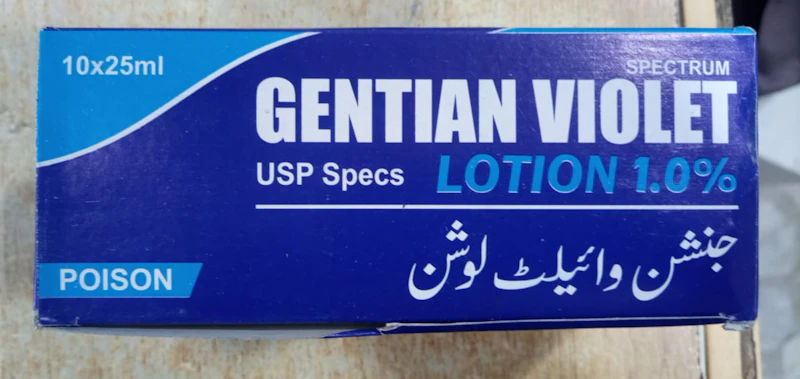 10x25ml
SPECTRUM
GENTIAN VIOLET
USP Specs LOTION 1.0%
جنشن وائیلٹ لوشن
POISON